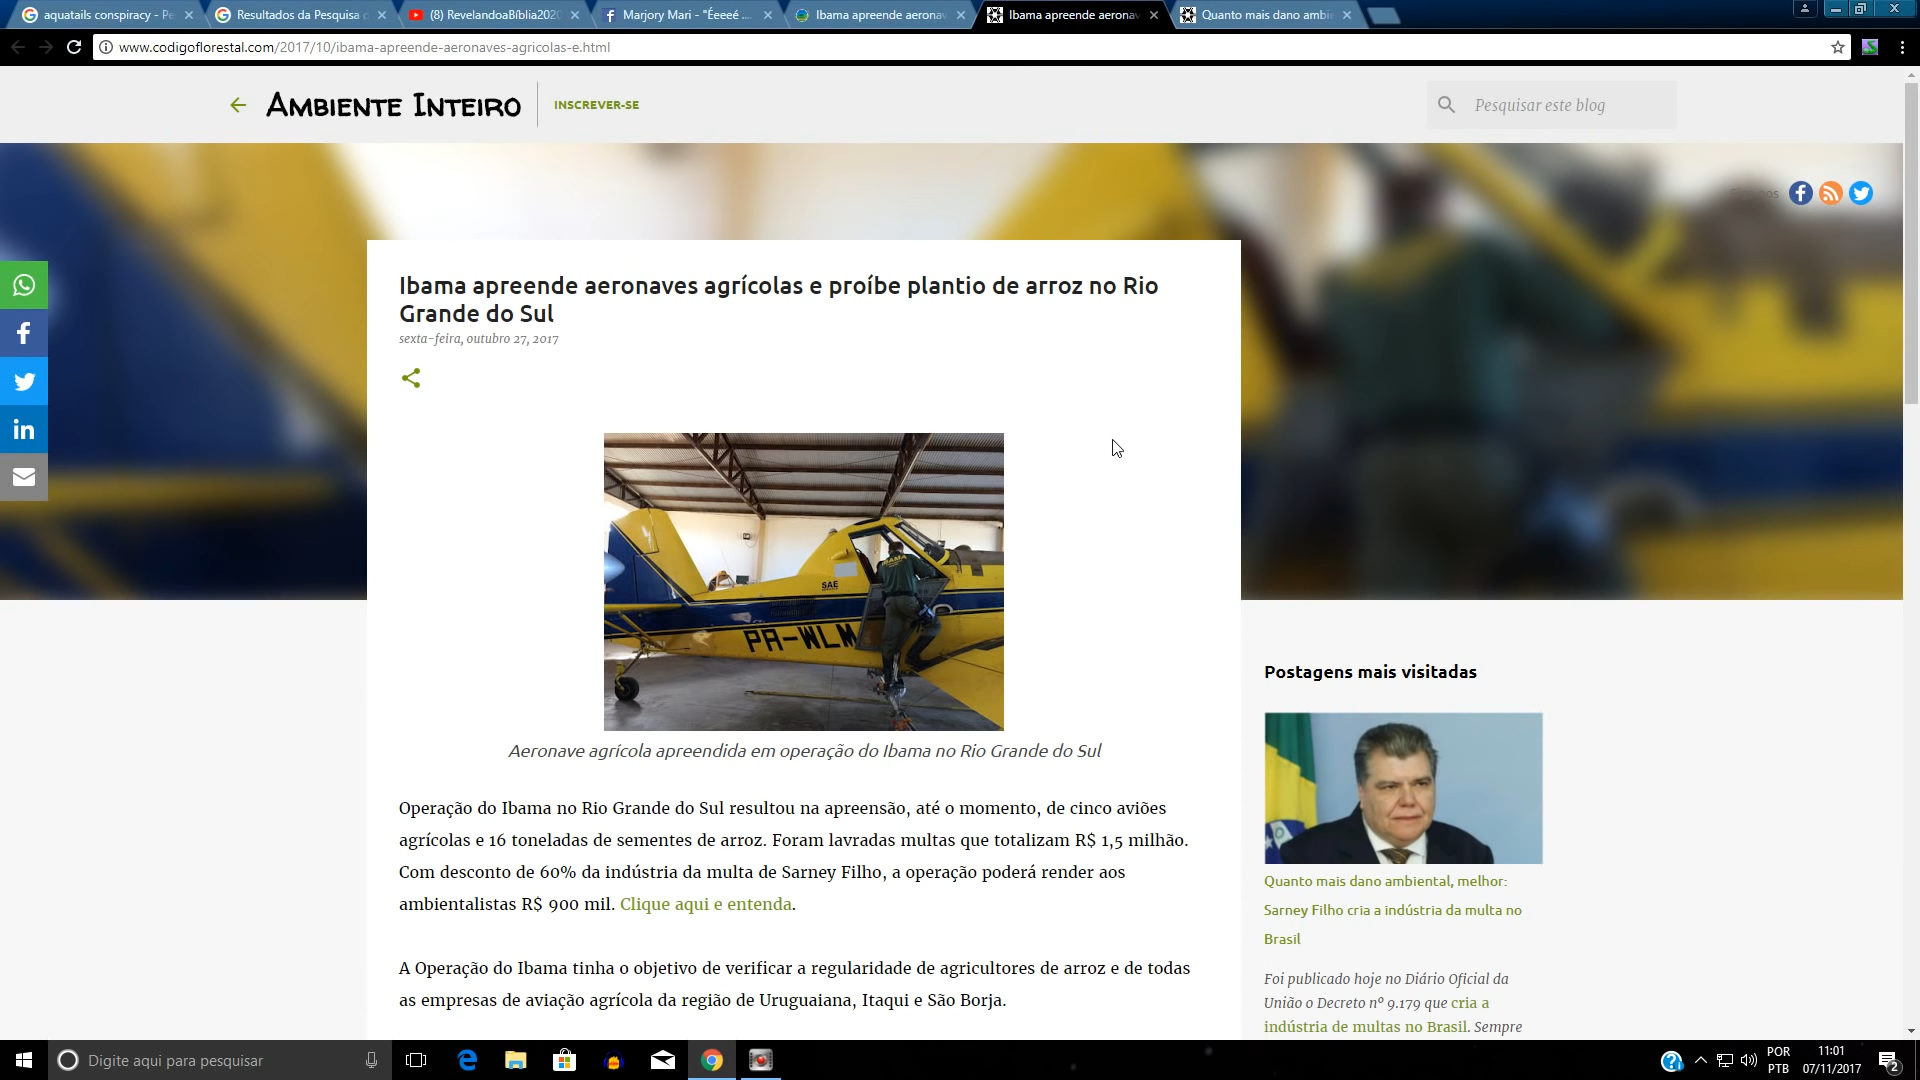 aquatails conspiracy - Pe
Resultados da Pesquisa d
(8) RevelandoaBíblia2020
Marjory Mari - "Éeeeé ....
Ibama apreende aeronav
Ibama apreende aeronav
Quanto mais dano ambie
www.codigoflorestal.com/2017/10/ibama-apreende-aeronaves-agricolas-e.html
AMBIENTE INTEIRO
INSCREVER-SE
Pesquisar este blog
Ibama apreende aeronaves agrícolas e proíbe plantio de arroz no Rio
Grande do Sul
sexta-feira, outubro 27, 2017
IBAMA
SAE
PR-WLM
Aeronave agrícola apreendida em operação do Ibama no Rio Grande do Sul
Operação do Ibama no Rio Grande do Sul resultou na apreensão, até o momento, de cinco aviões
agrícolas e 16 toneladas de sementes de arroz. Foram lavradas multas que totalizam R$ 1,5 milhão.
Com desconto de 60% da indústria da multa de Sarney Filho, a operação poderá render aos
ambientalistas R$ 900 mil. Clique aqui e entenda.
A Operação do Ibama tinha o objetivo de verificar a regularidade de agricultores de arroz e de todas
as empresas de aviação agrícola da região de Uruguaiana, Itaqui e São Borja.
Postagens mais visitadas
Quanto mais dano ambiental, melhor:
Sarney Filho cria a indústria da multa no
Brasil
Foi publicado hoje no Diário Oficial da
União o Decreto nº 9.179 que cria a
indústria de multas no Brasil. Sempre
Digite aqui para pesquisar
POR
PTB
11:01
07/11/2017
2